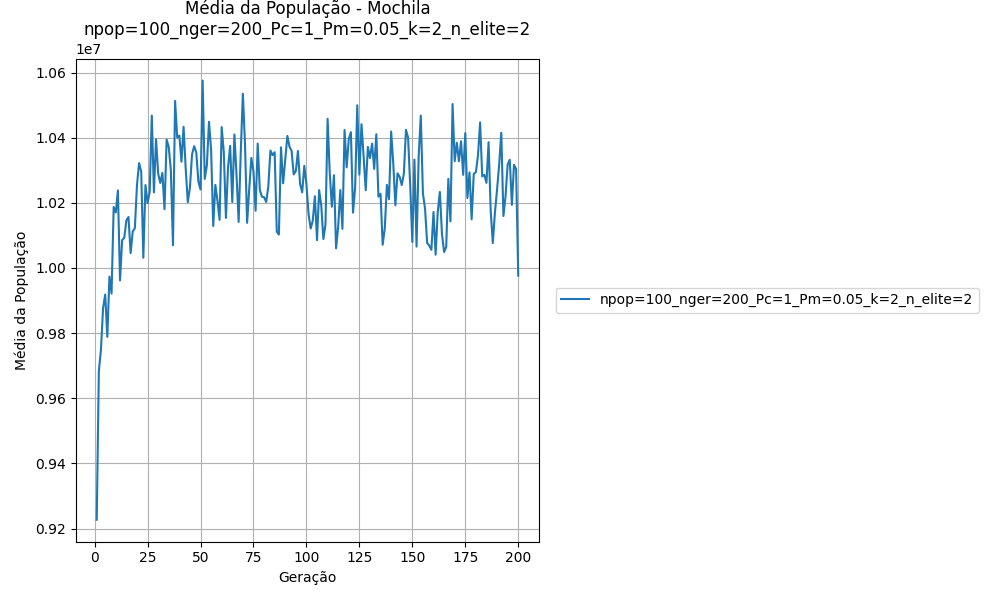 Média da População - Mochila
npop=100_nger=200_Pc=1_Pm=0.05_k=2_n_elite=2
1e7
1.06
1.04
1.02
1.00
0.98
0.96
0.94
0.92
Média da População
0 25 50 75 100 125 150 175 200
Geração
npop=100_nger=200_Pc=1_Pm=0.05_k=2_n_elite=2